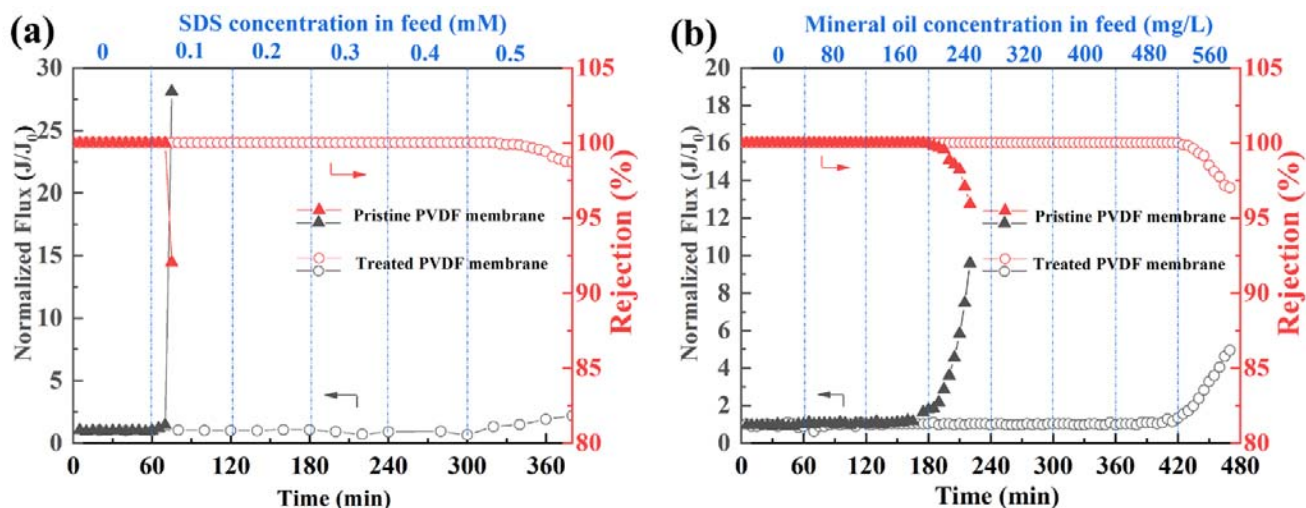 (a)
SDS concentration in feed (mM)
0 0.1 0.2 0.3 0.4 0.5
30 25 20 15 10 5 0
Normalized Flux (J/J0)
105 100 95 90 85 80
Rejection (%)
Pristine PVDF membrane
Treated PVDF membrane
0 60 120 180 240 300 360
Time (min)
(b)
Mineral oil concentration in feed (mg/L)
0 80 160 240 320 400 480 560
20 18 16 14 12 10 8 6 4 2 0
Normalized Flux (J/J0)
105 100 95 90 85 80
Rejection (%)
Pristine PVDF membrane
Treated PVDF membrane
0 60 120 180 240 300 360 420 480
Time (min)